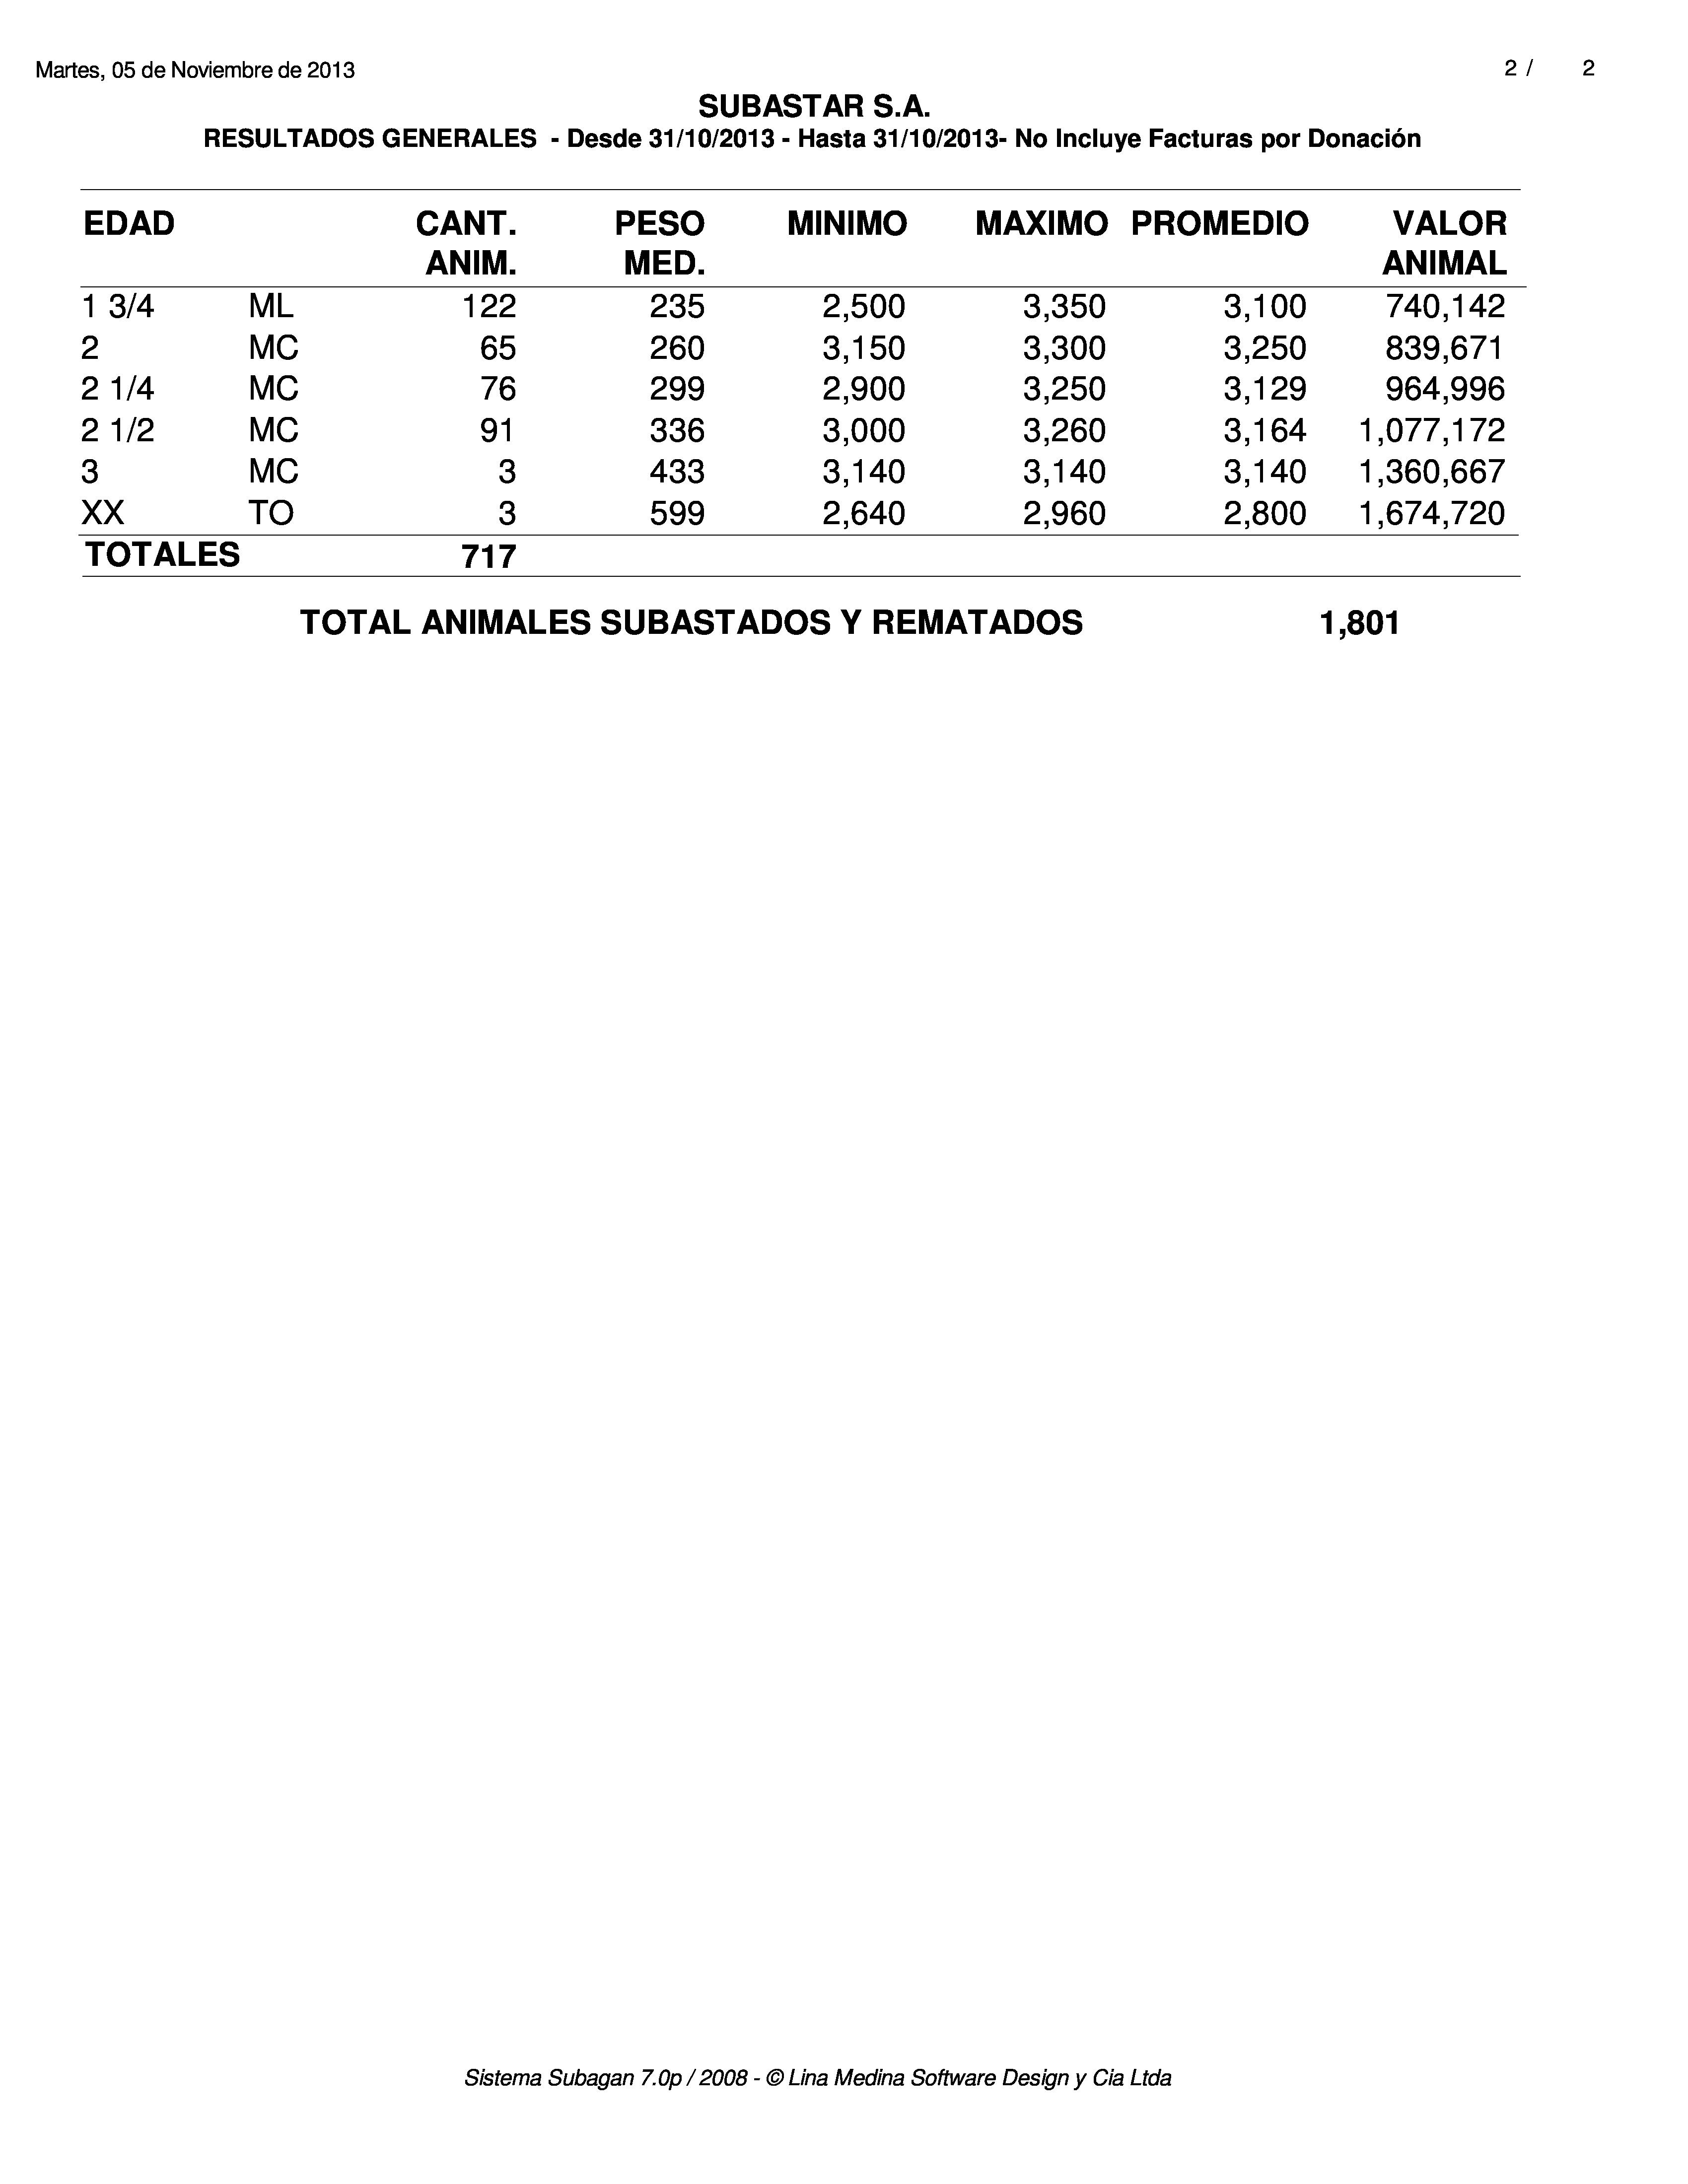 Martes, 05 de Noviembre de 2013 2 / 2
SUBASTAR S.A.
RESULTADOS GENERALES - Desde 31/10/2013 - Hasta 31/10/2013- No Incluye Facturas por Donación
EDAD CANT. PESO MINIMO MAXIMO PROMEDIO VALOR
ANIM. MED. ANIMAL
1 3/4 ML 122 235 2,500 3,350 3,100 740,142
2 MC 65 260 3,150 3,300 3,250 839,671
2 1/4 MC 76 299 2,900 3,250 3,129 964,996
2 1/2 MC 91 336 3,000 3,260 3,164 1,077,172
3 MC 3 433 3,140 3,140 3,140 1,360,667
XX TO 3 599 2,640 2,960 2,800 1,674,720
TOTALES 717
TOTAL ANIMALES SUBASTADOS Y REMATADOS 1,801
Sistema Subagan 7.0p / 2008 - © Lina Medina Software Design y Cia Ltda